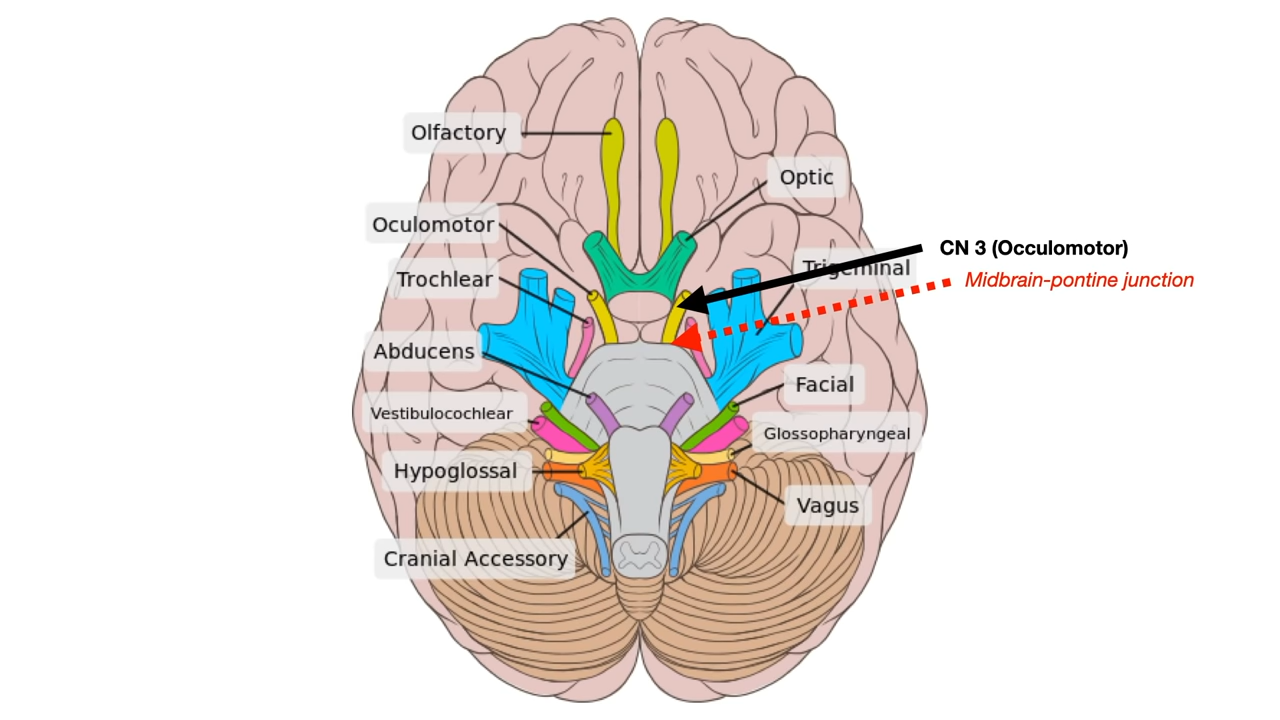 Olfactory
Optic
Oculomotor
CN 3 (Occulomotor)
Trigeminal
Trochlear
Midbrain-pontine junction
Abducens
Facial
Vestibulocochlear
Glossopharyngeal
Hypoglossal
Vagus
Cranial Accessory